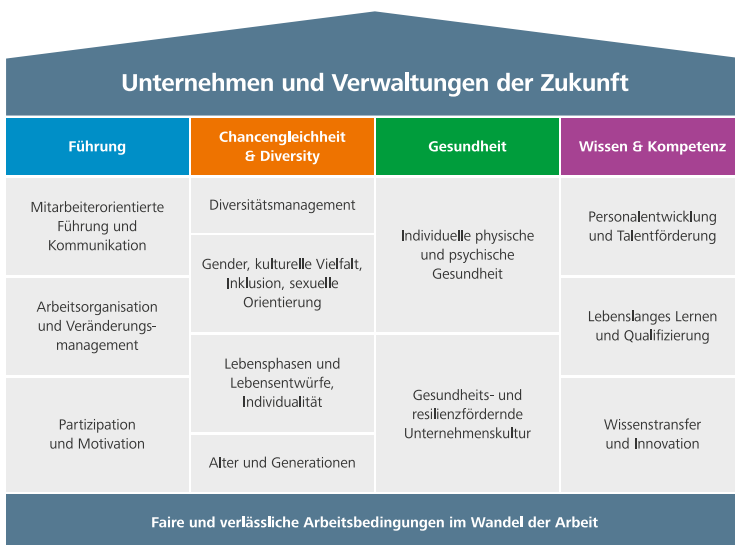 Unternehmen und Verwaltungen der Zukunft
Führung
Mitarbeiterorientierte
Führung und
Kommunikation
Arbeitsorganisation
und Veränderungs-
management
Partizipation
und Motivation
Chancengleichheit
& Diversity
Diversitätsmanagement
Gender, kulturelle Vielfalt,
Inklusion, sexuelle
Orientierung
Lebensphasen und
Lebensentwürfe,
Individualität
Alter und Generationen
Gesundheit
Individuelle physische
und psychische
Gesundheit
Gesundheits- und
resilienzfördernde
Unternehmenskultur
Wissen & Kompetenz
Personalentwicklung
und Talentförderung
Lebenslanges Lernen
und Qualifizierung
Wissenstransfer
und Innovation
Faire und verlässliche Arbeitsbedingungen im Wandel der Arbeit